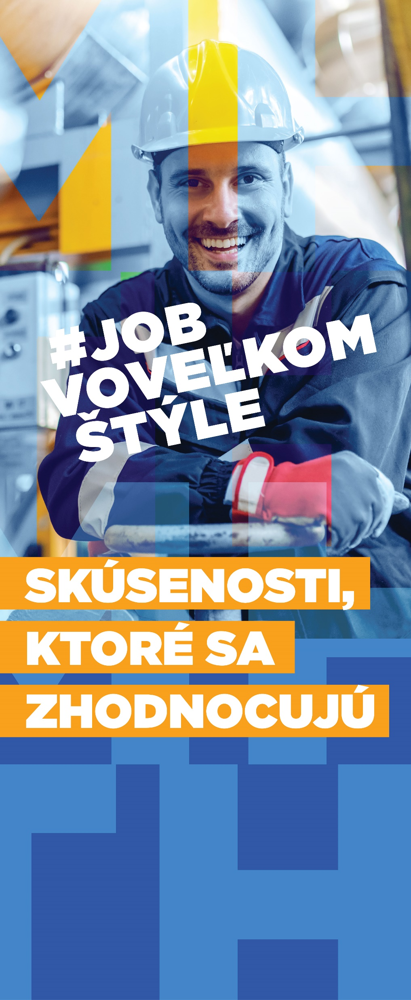 #JOB
VOVEĽKOM
ŠTÝLE
SKÚSENOSTI,
KTORÉ SA
ZHODNOCUJÚ